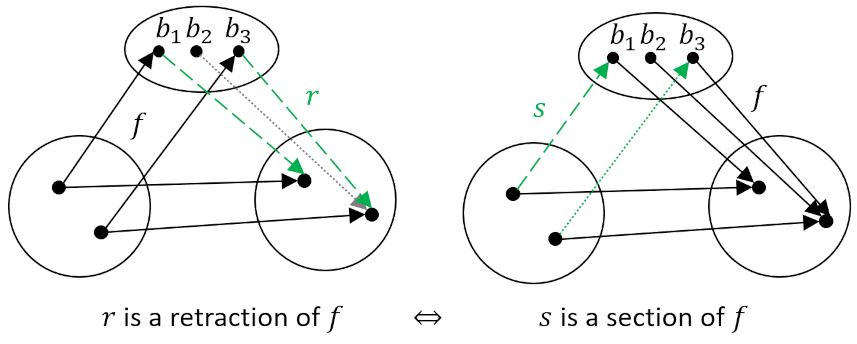 b₁ b₂ b₃
r
f
b₁ b₂ b₃
f
s
r is a retraction of f ⇔ s is a section of f